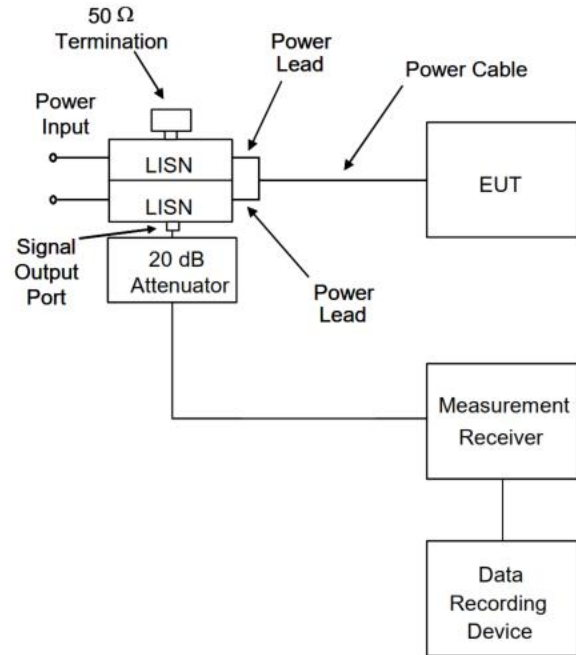 50 Ω
Termination
Power
Lead
Power Cable
Power
Input
LISN
LISN
EUT
Signal
Output
Port
20 dB
Attenuator
Power
Lead
Measurement
Receiver
Data
Recording
Device